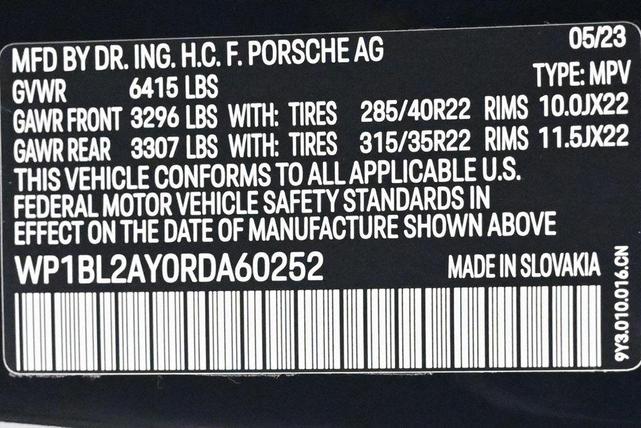 MFD BY DR. ING. H.C. F. PORSCHE AG 05/23
GVWR 6415 LBS TYPE: MPV
GAWR FRONT 3296 LBS WITH: TIRES 285/40R22 RIMS 10.0JX22
GAWR REAR 3307 LBS WITH: TIRES 315/35R22 RIMS 11.5JX22
THIS VEHICLE CONFORMS TO ALL APPLICABLE U.S.
FEDERAL MOTOR VEHICLE SAFETY STANDARDS IN
EFFECT ON THE DATE OF MANUFACTURE SHOWN ABOVE
WP1BL2AY0RDA60252 MADE IN SLOVAKIA
9Y3.010.016.CN